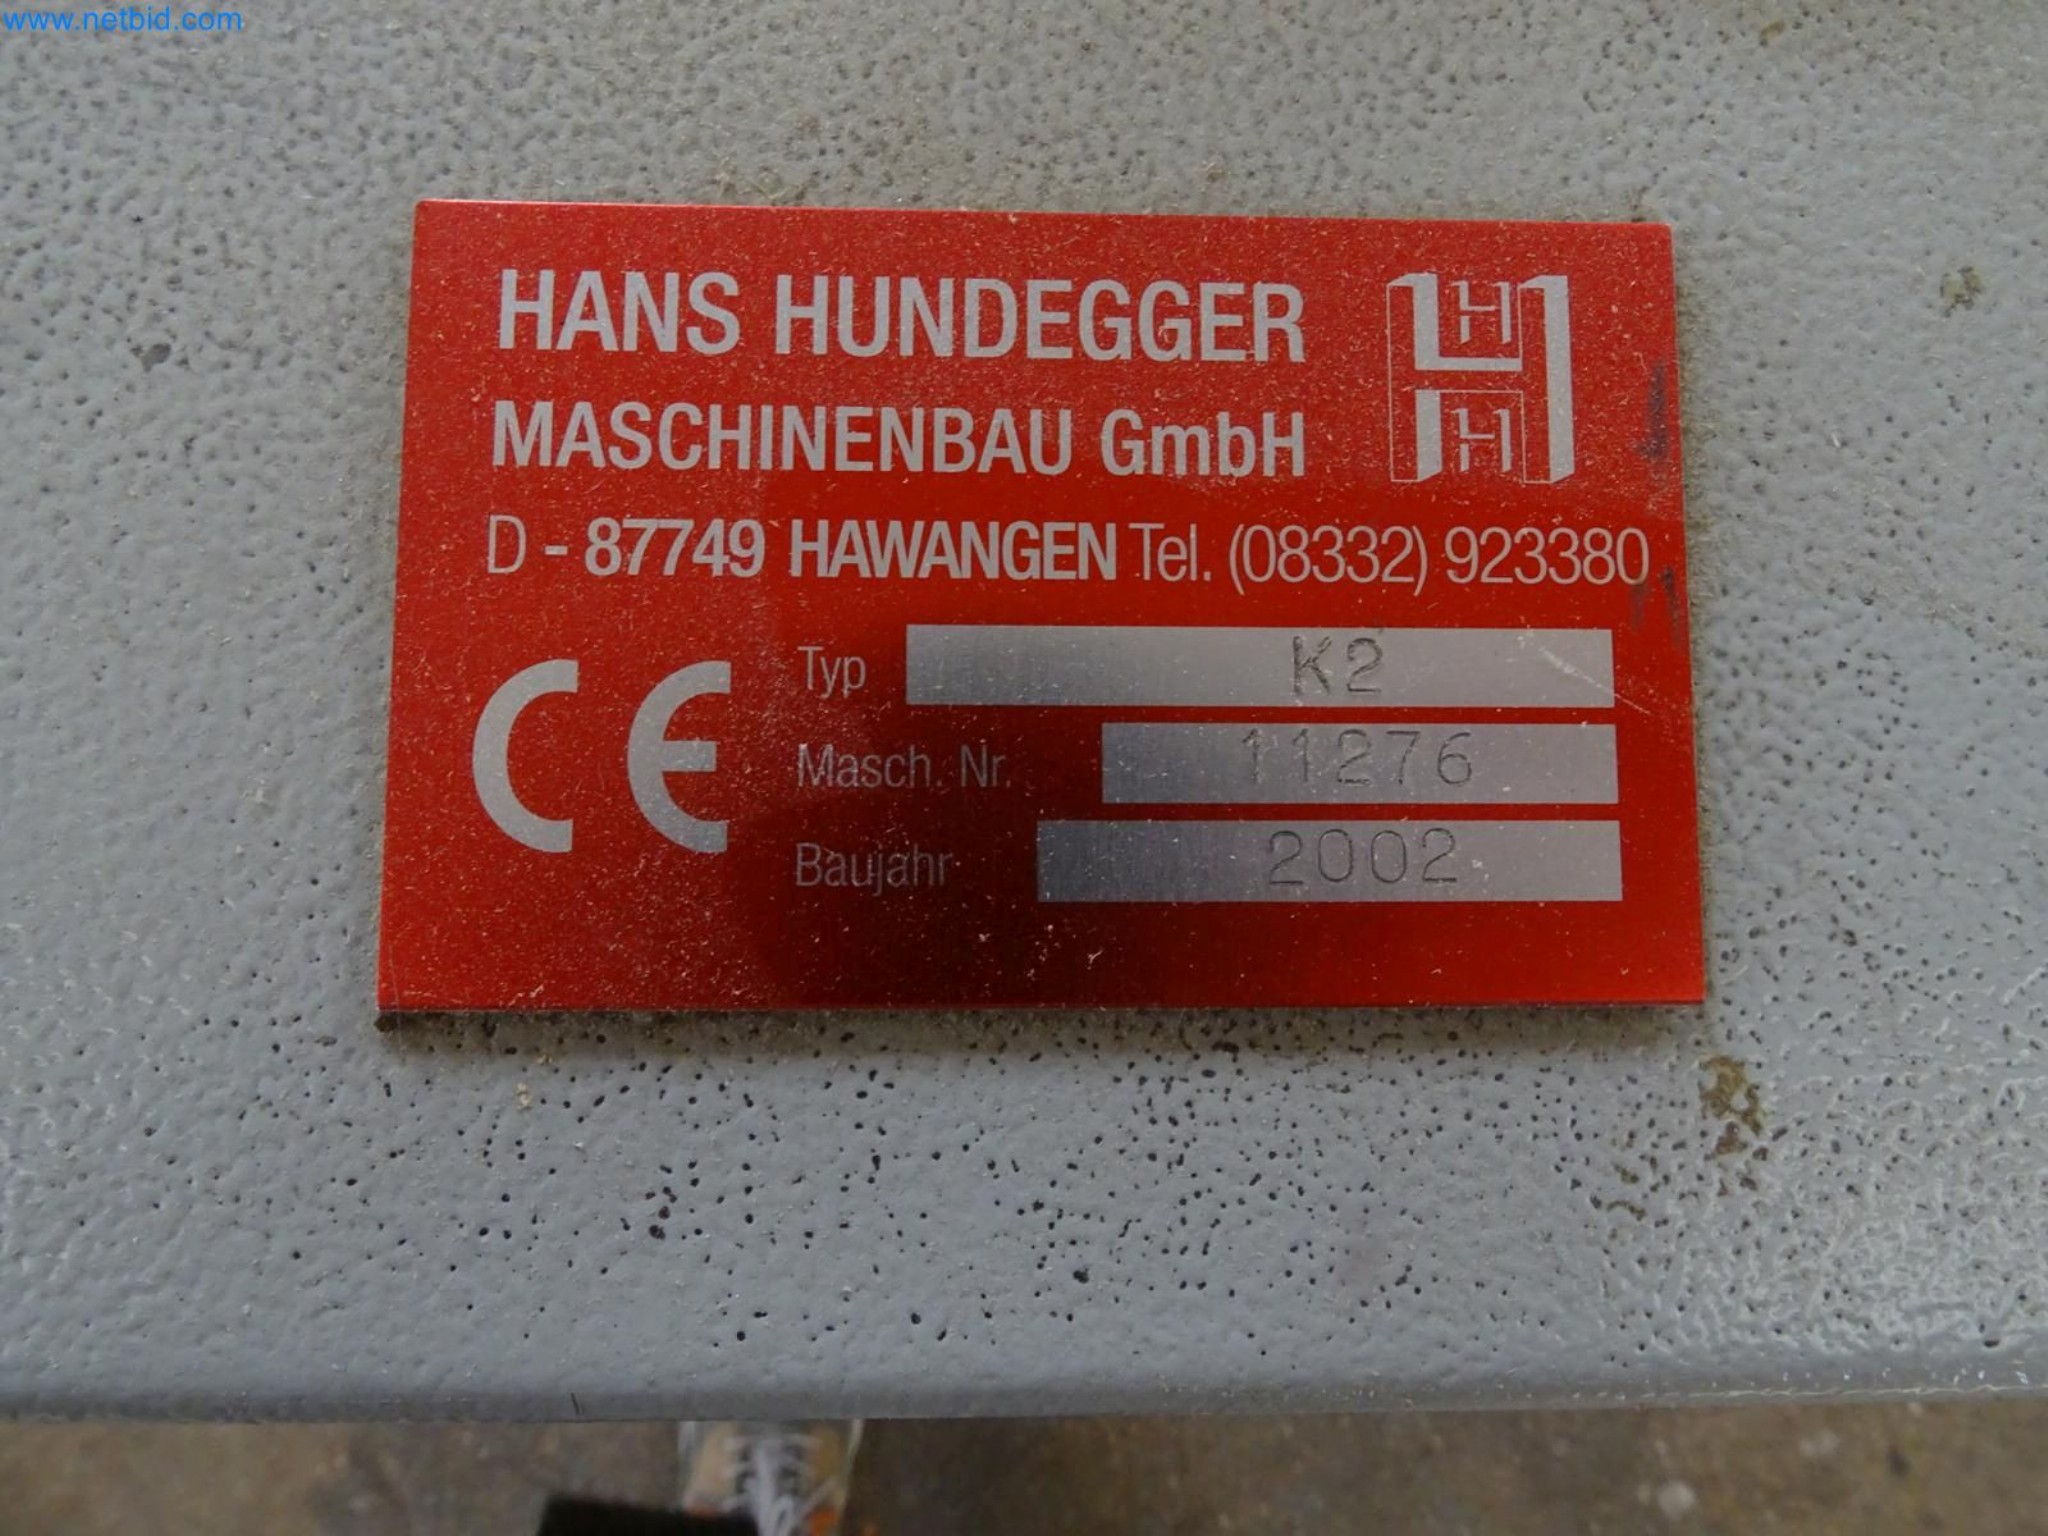 www.netbid.com
HANS HUNDEGGER
MASCHINENBAU GmbH
H
H
H
D - 87749 HAWANGEN Tel. (08332) 923380
CE
Typ K2
Masch. Nr. 11276
Baujahr 2002